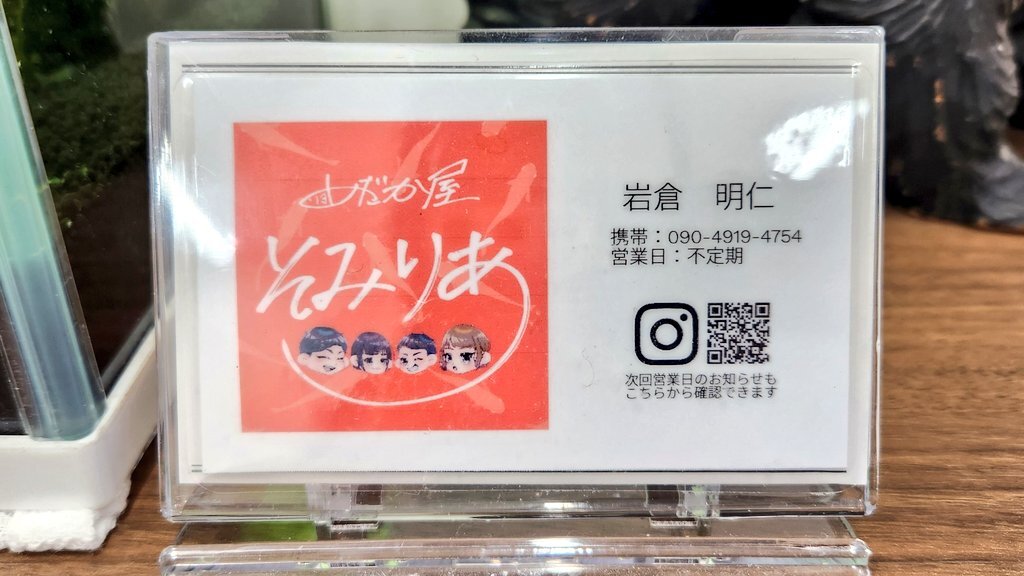 めだか屋
そみりあ
岩倉 明仁
携帯：090-4919-4754
営業日：不定期
次回営業日のお知らせも
こちらから確認できます